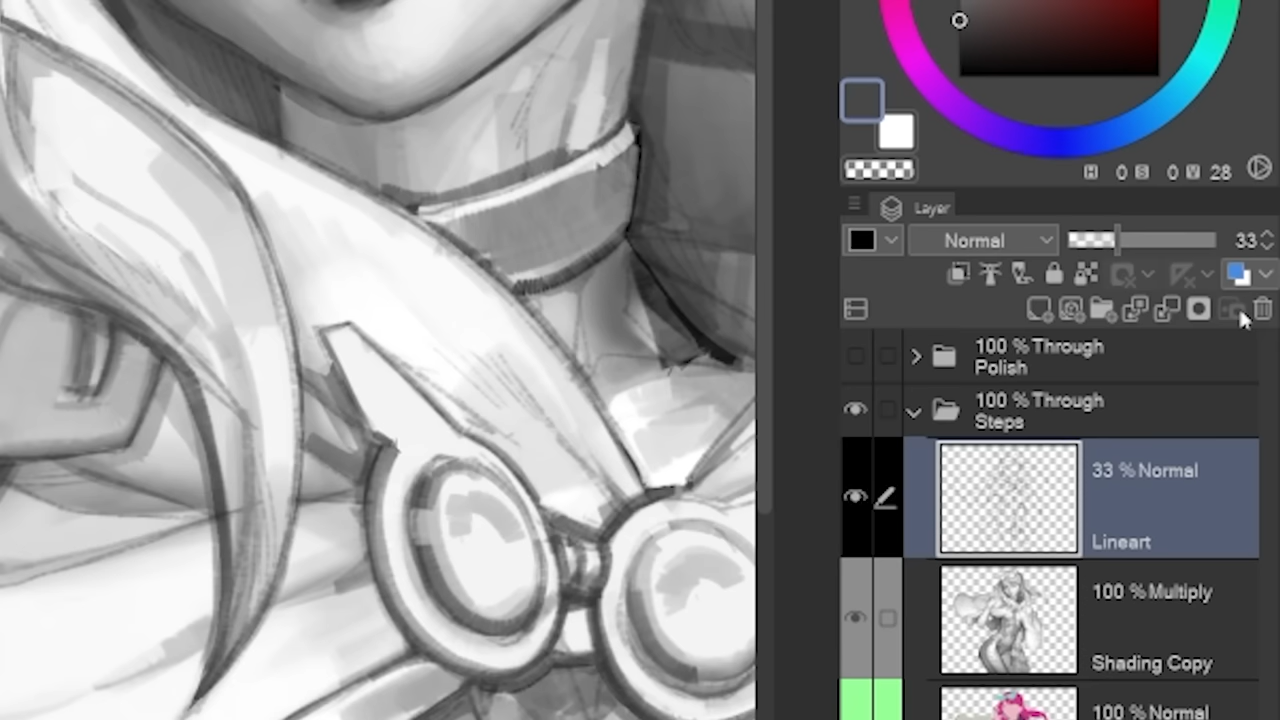 H 0 S 0 V 28
Layer
Normal 33
100 % Through
Polish
100 % Through
Steps
33 % Normal
Lineart
100 % Multiply
Shading Copy
100 % Normal